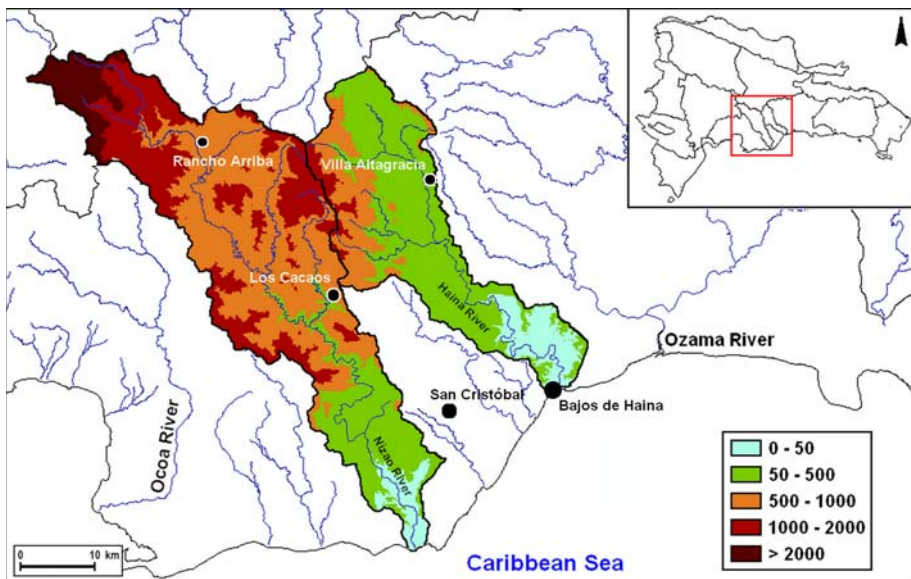 Rancho Arriba
Villa Altagracia
Los Cacaos
Haina River
Ozama River
San Cristóbal
Bajos de Haina
Ocoa River
Nizao River
0 - 50
50 - 500
500 - 1000
1000 - 2000
> 2000
0 10 km
Caribbean Sea